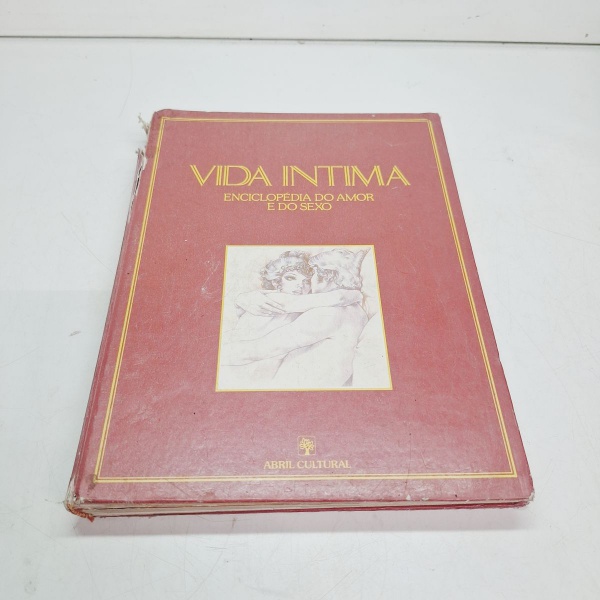 VIDA INTIMA
ENCICLOPÉDIA DO AMOR
E DO SEXO
ABRIL CULTURAL